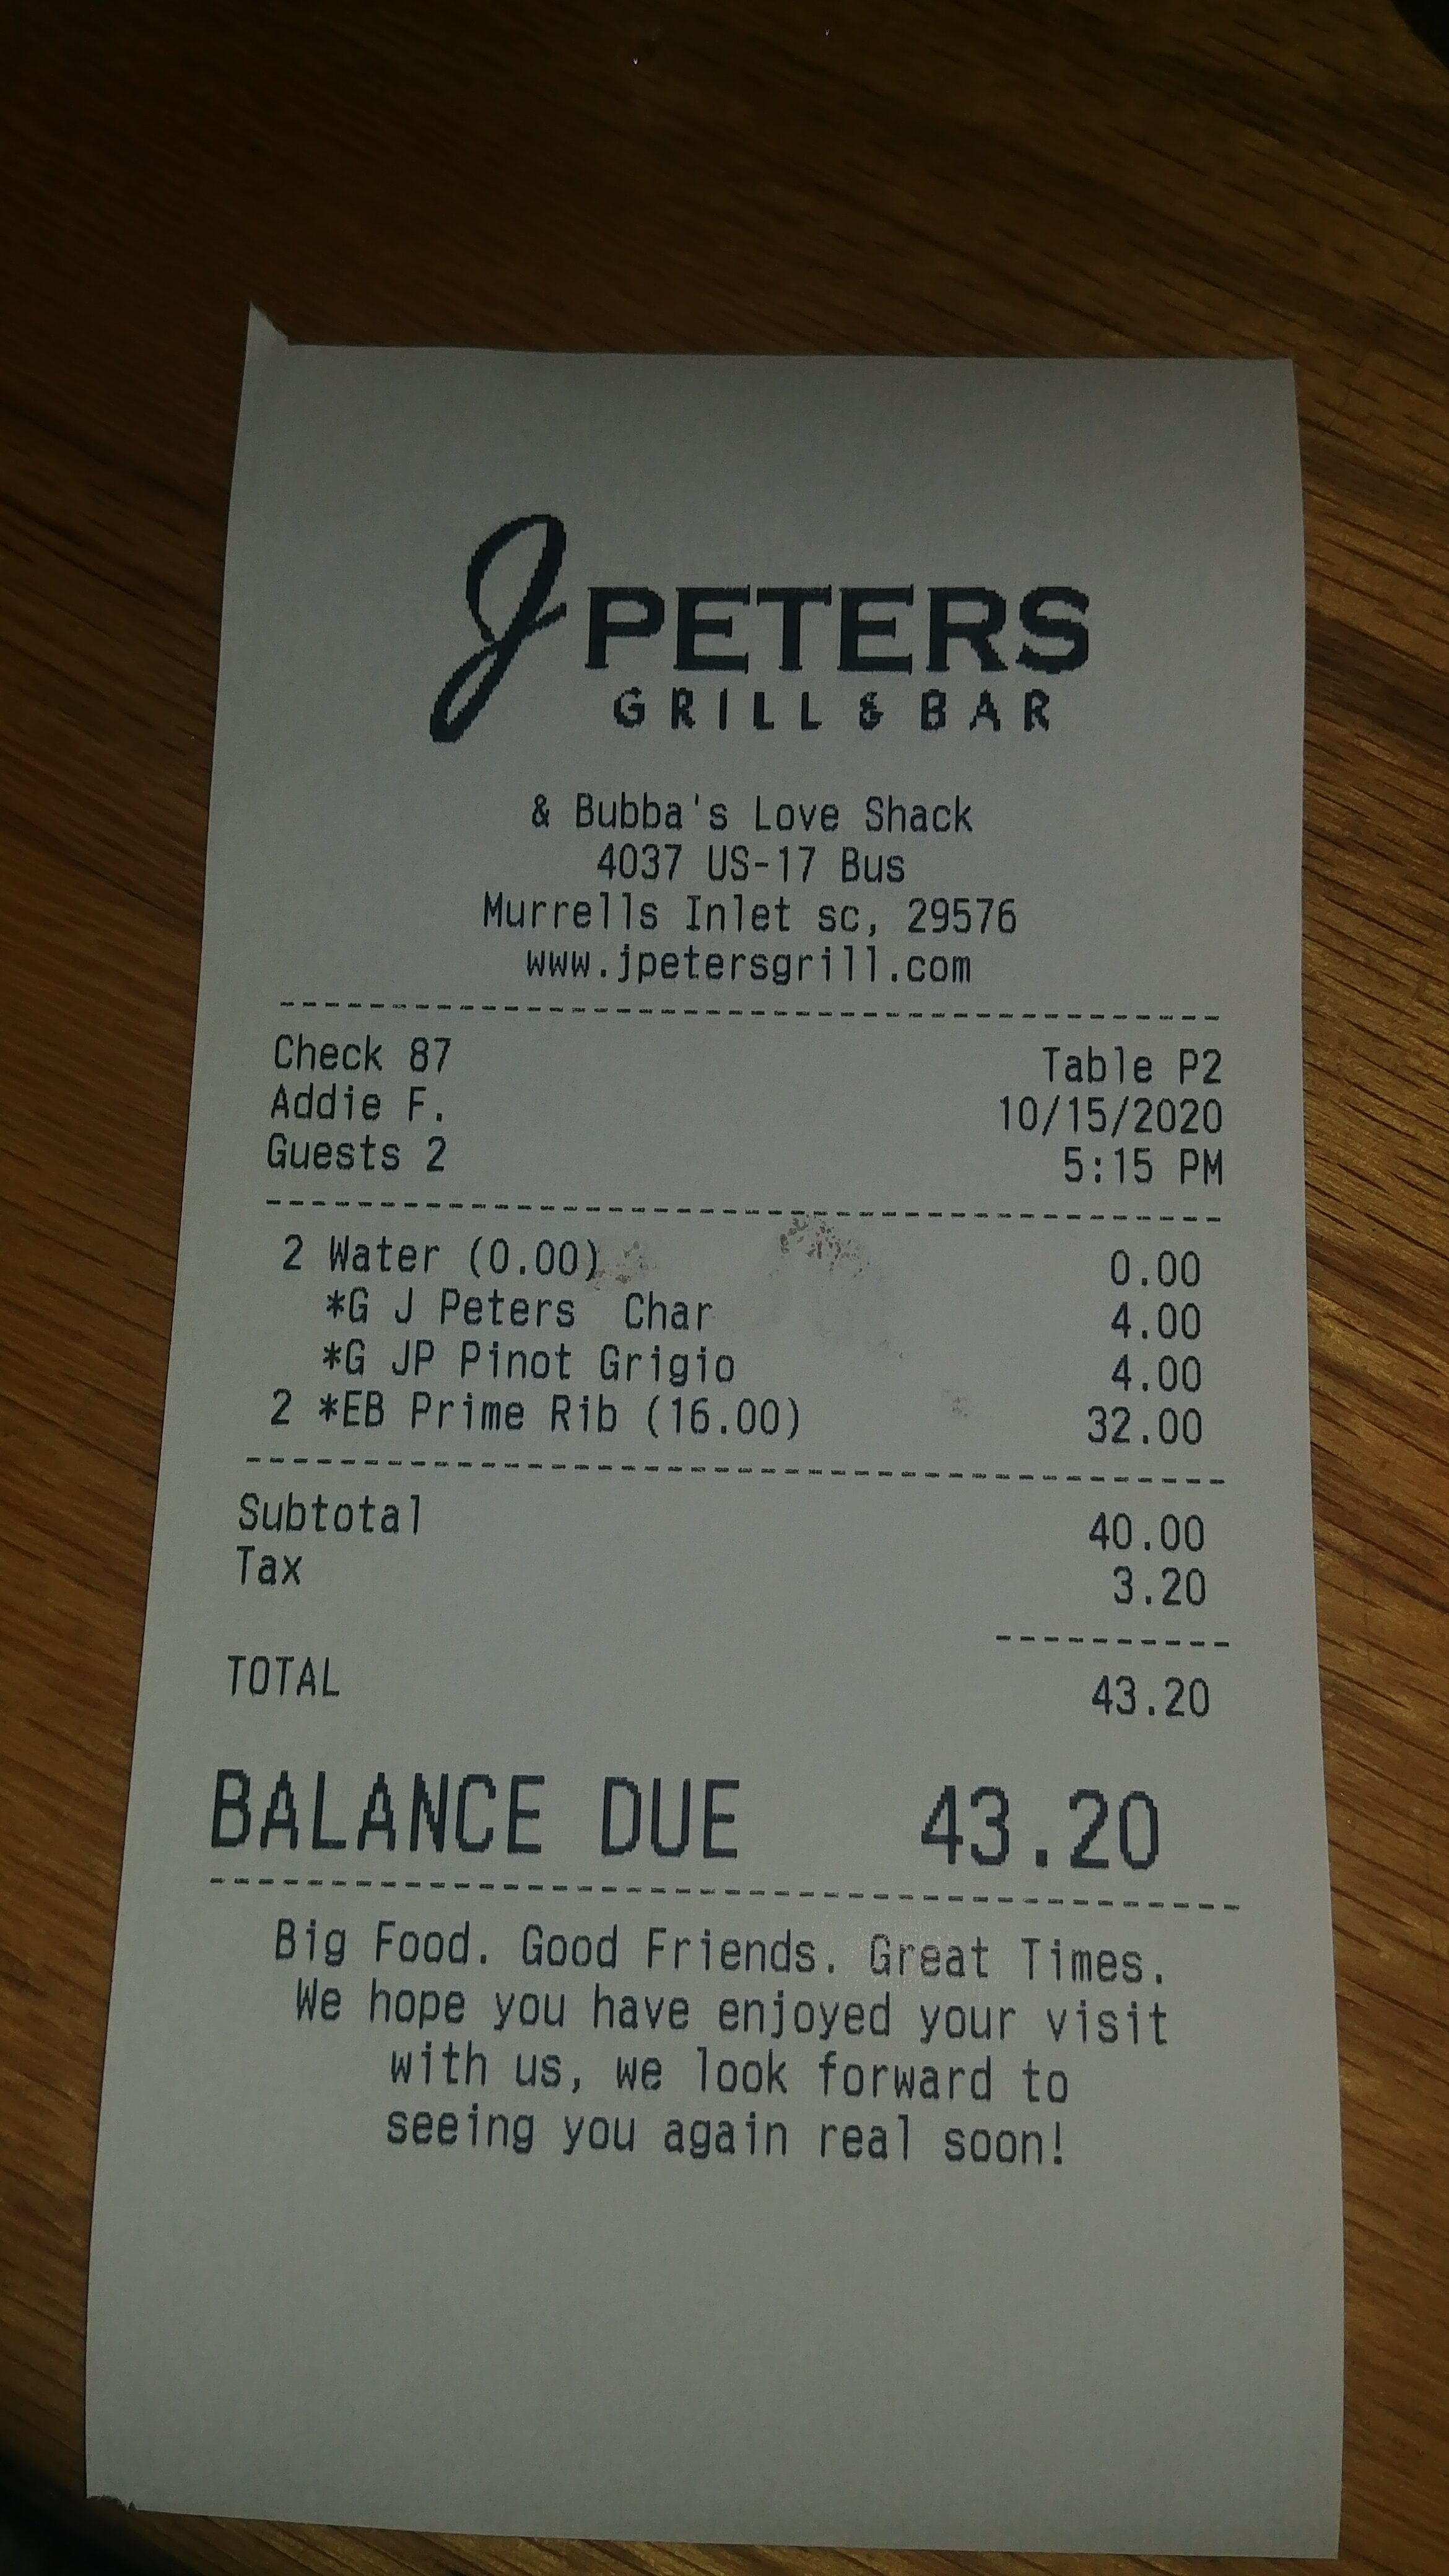 J PETERS
GRILL & BAR
& Bubba's Love Shack
4037 US-17 Bus
Murrells Inlet sc, 29576
www.jpetersgrill.com
Check 87 Table P2
Addie F. 10/15/2020
Guests 2 5:15 PM
2 Water (0.00) 0.00
*G J Peters Char 4.00
*G JP Pinot Grigio 4.00
2 *EB Prime Rib (16.00) 32.00
Subtotal 40.00
Tax 3.20
TOTAL 43.20
BALANCE DUE 43.20
Big Food. Good Friends. Great Times.
We hope you have enjoyed your visit
with us, we look forward to
seeing you again real soon!